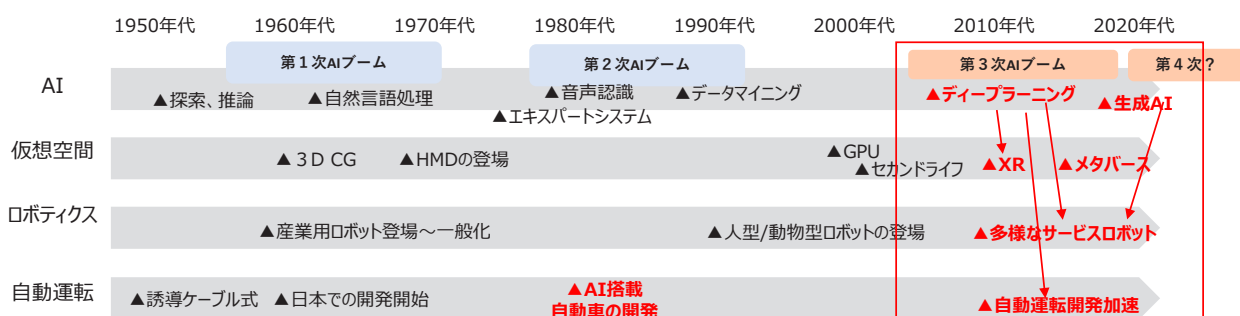 1950年代 1960年代 1970年代 1980年代 1990年代 2000年代 2010年代 2020年代
第1次AIブーム 第2次AIブーム 第3次AIブーム 第4次?
AI
▲探索、推論 ▲自然言語処理 ▲音声認識 ▲データマイニング ▲ディープラーニング ▲生成AI
▲エキスパートシステム
仮想空間
▲3D CG ▲HMDの登場 ▲GPU ▲XR ▲メタバース
▲セカンドライフ
ロボティクス
▲産業用ロボット登場～一般化 ▲人型/動物型ロボットの登場 ▲多様なサービスロボット
自動運転
▲誘導ケーブル式 ▲日本での開発開始 ▲AI搭載 ▲自動運転開発加速
自動車の開発